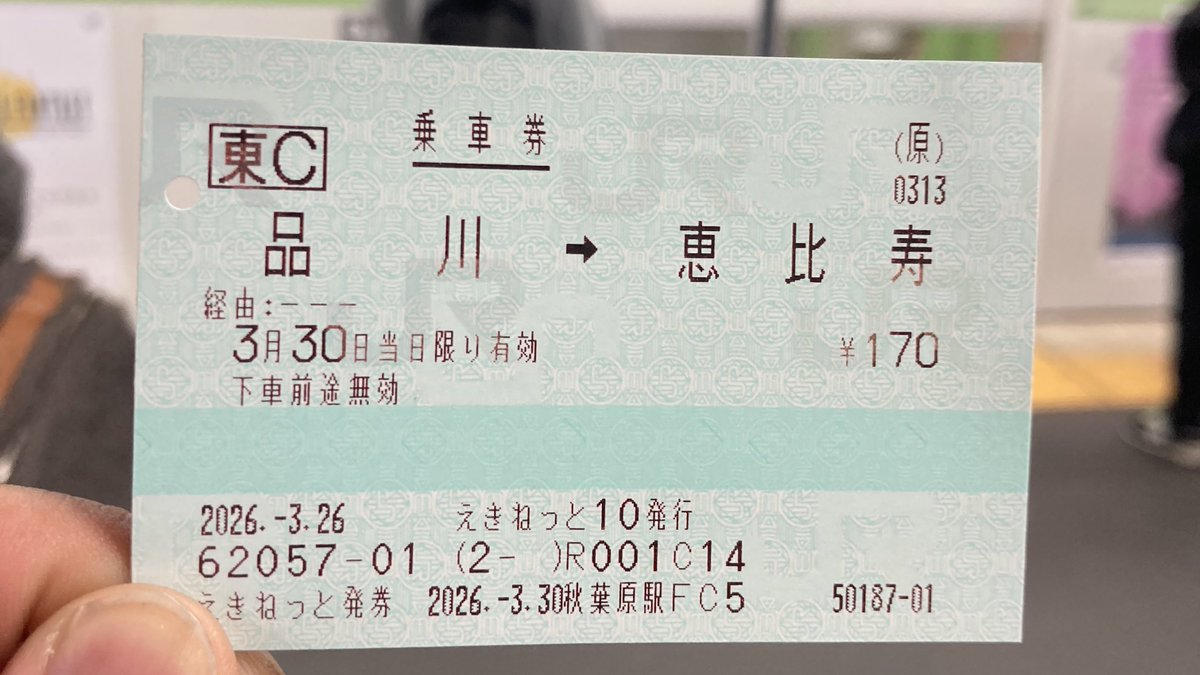 乗車券
東C
(原)
0313
品川→恵比寿
経由:---
3月30日当日限り有効 ¥170
下車前途無効
2026.-3.26 えきねっと10発行
62057-01 (2- )R001C14
えきねっと発券 2026.-3.30秋葉原駅FC5 50187-01